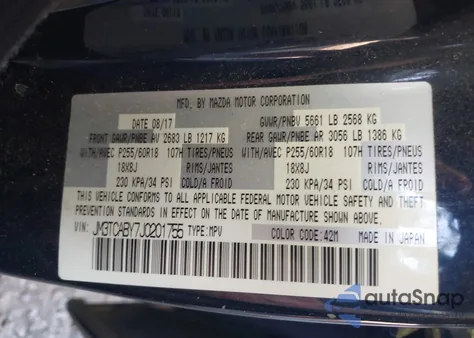 MFD. BY MAZDA MOTOR CORPORATION
DATE 08/17 GVWR/PNBV 5661 LB 2568 KG
FRONT GAWR/PNBE AV 2683 LB 1217 KG REAR GAWR/PNBE AR 3056 LB 1386 KG
WITH/AVEC P255/60R18 107H TIRES/PNEUS WITH/AVEC P255/60R18 107H TIRES/PNEUS
18X8J RIMS/JANTES 18X8J RIMS/JANTES
230 KPA/34 PSI COLD/A FROID 230 KPA/34 PSI COLD/A FROID
THIS VEHICLE CONFORMS TO ALL APPLICABLE FEDERAL MOTOR VEHICLE SAFETY AND THEFT
PREVENTION STANDARDS IN EFFECT ON THE DATE OF MANUFACTURE SHOWN ABOVE.
VIN: JM3TCABY7J0201755 TYPE:MPV COLOR CODE:42M MADE IN JAPAN
autoSnap